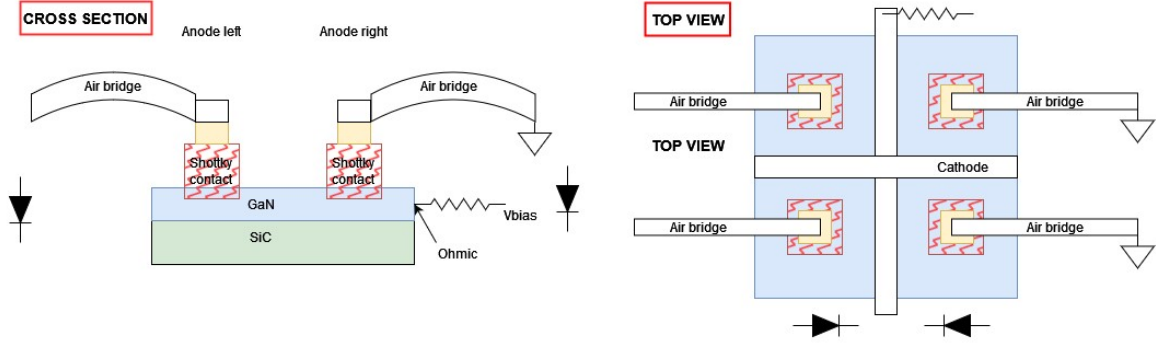 CROSS SECTION
Anode left
Anode right
Air bridge
Air bridge
Shottky
contact
Shottky
contact
GaN
Vbias
SiC
Ohmic
TOP VIEW
Air bridge
Air bridge
TOP VIEW
Cathode
Air bridge
Air bridge